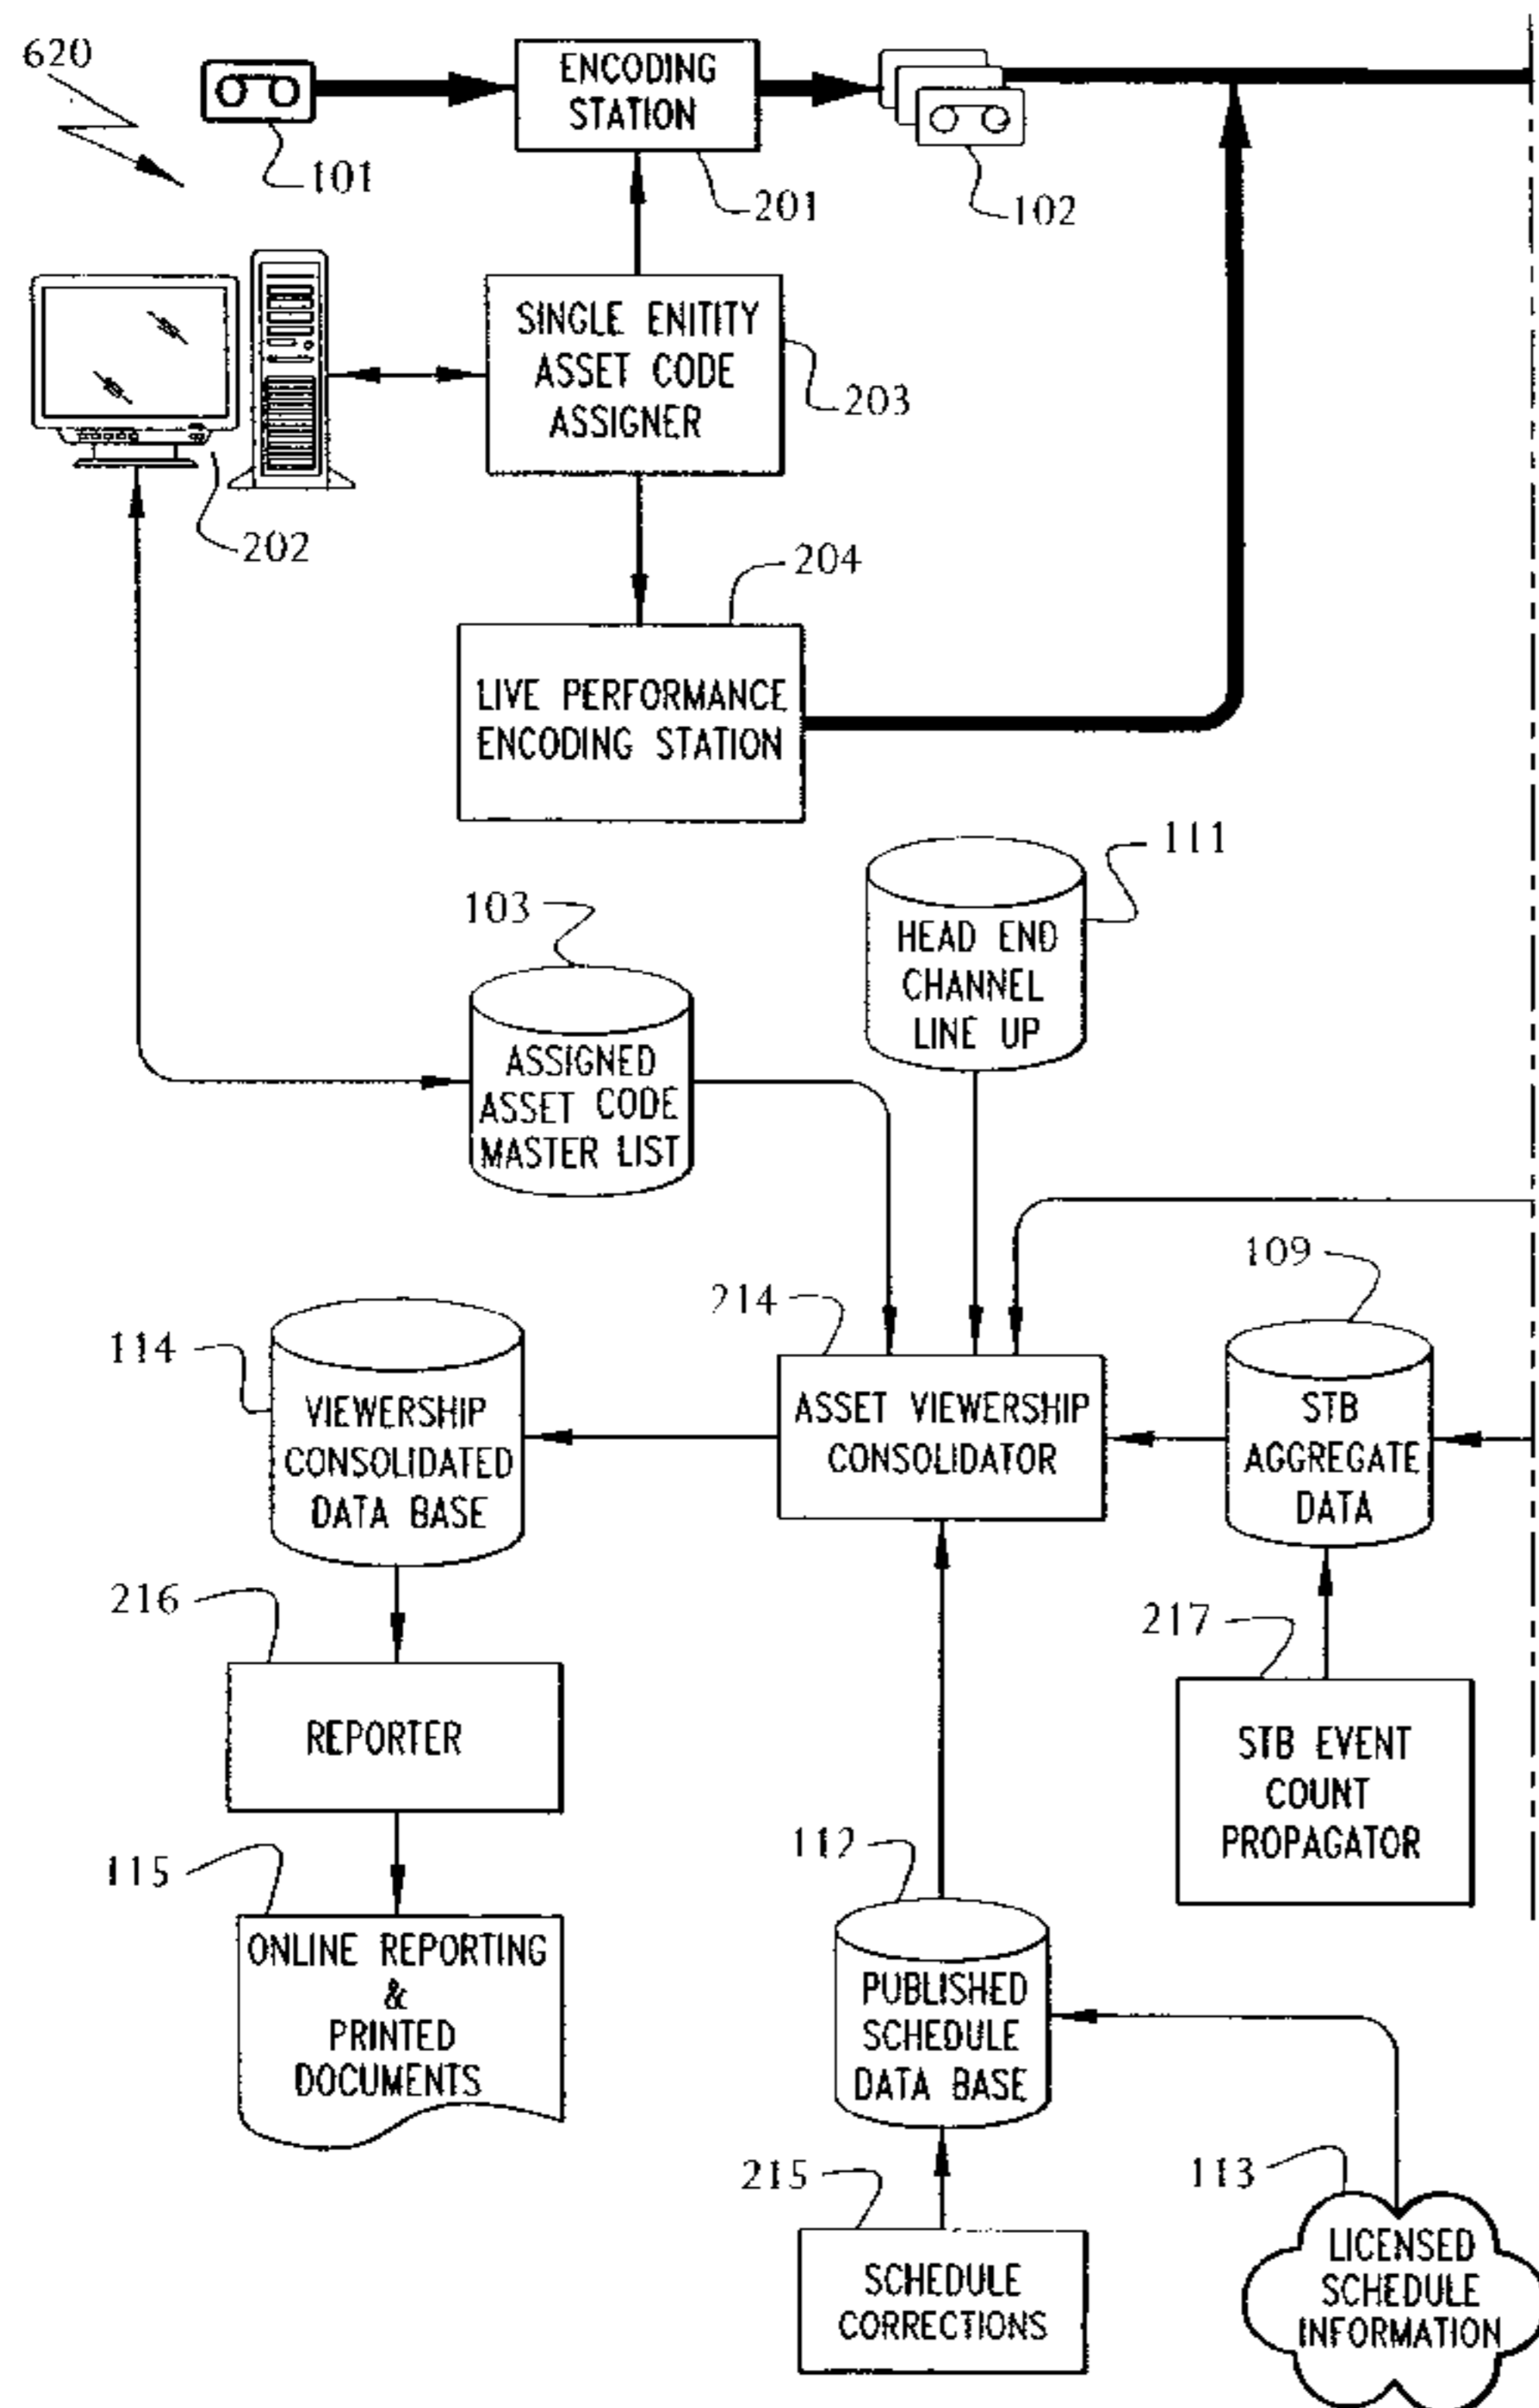 620
101
ENCODING
STATION
201
102
202
SINGLE ENITITY
ASSET CODE
ASSIGNER
203
204
LIVE PERFORMANCE
ENCODING STATION
103
ASSIGNED
ASSET CODE
MASTER LIST
111
HEAD END
CHANNEL
LINE UP
114
VIEWERSHIP
CONSOLIDATED
DATA BASE
214
ASSET VIEWERSHIP
CONSOLIDATOR
109
STB
AGGREGATE
DATA
216
REPORTER
217
STB EVENT
COUNT
PROPAGATOR
115
ONLINE REPORTING
&
PRINTED
DOCUMENTS
112
PUBLISHED
SCHEDULE
DATA BASE
215
SCHEDULE
CORRECTIONS
113
LICENSED
SCHEDULE
INFORMATION